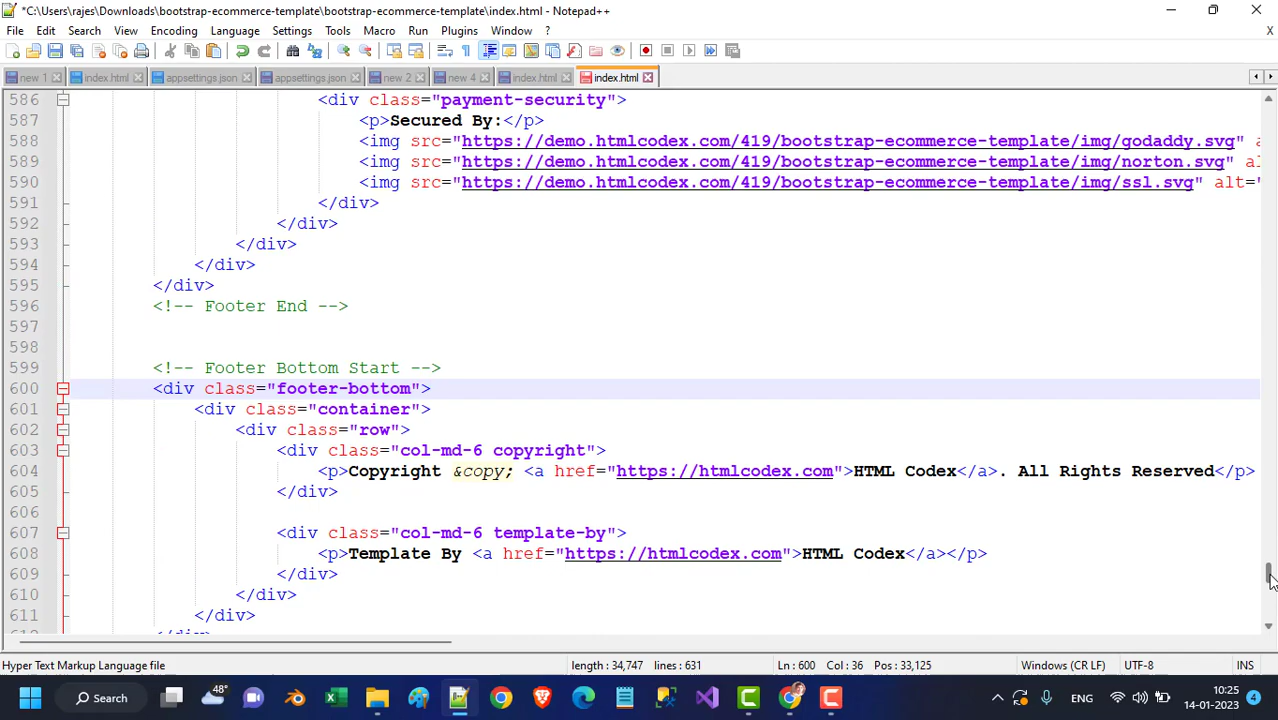 *C:\Users\rajes\Downloads\bootstrap-ecommerce-template\bootstrap-ecommerce-template\index.html - Notepad++
File Edit Search View Encoding Language Settings Tools Macro Run Plugins Window ? X
new 1 index.html appsettings.json appsettings.json new 2 new 4 index.html index.html
586 <div class="payment-security">
587 <p>Secured By:</p>
588 <img src="https://demo.htmlcodex.com/419/bootstrap-ecommerce-template/img/godaddy.svg" a
589 <img src="https://demo.htmlcodex.com/419/bootstrap-ecommerce-template/img/norton.svg" al
590 <img src="https://demo.htmlcodex.com/419/bootstrap-ecommerce-template/img/ssl.svg" alt="
591 </div>
592 </div>
593 </div>
594 </div>
595 </div>
596 <!-- Footer End -->
597
598
599 <!-- Footer Bottom Start -->
600 <div class="footer-bottom">
601 <div class="container">
602 <div class="row">
603 <div class="col-md-6 copyright">
604 <p>Copyright &copy; <a href="https://htmlcodex.com">HTML Codex</a>. All Rights Reserved</p>
605 </div>
606
607 <div class="col-md-6 template-by">
608 <p>Template By <a href="https://htmlcodex.com">HTML Codex</a></p>
609 </div>
610 </div>
611 </div>
612 </div>
Hyper Text Markup Language file length : 34,747 lines : 631 Ln : 600 Col : 36 Pos : 33,125 Windows (CR LF) UTF-8 INS
48° Search ENG 10:25
14-01-2023 4